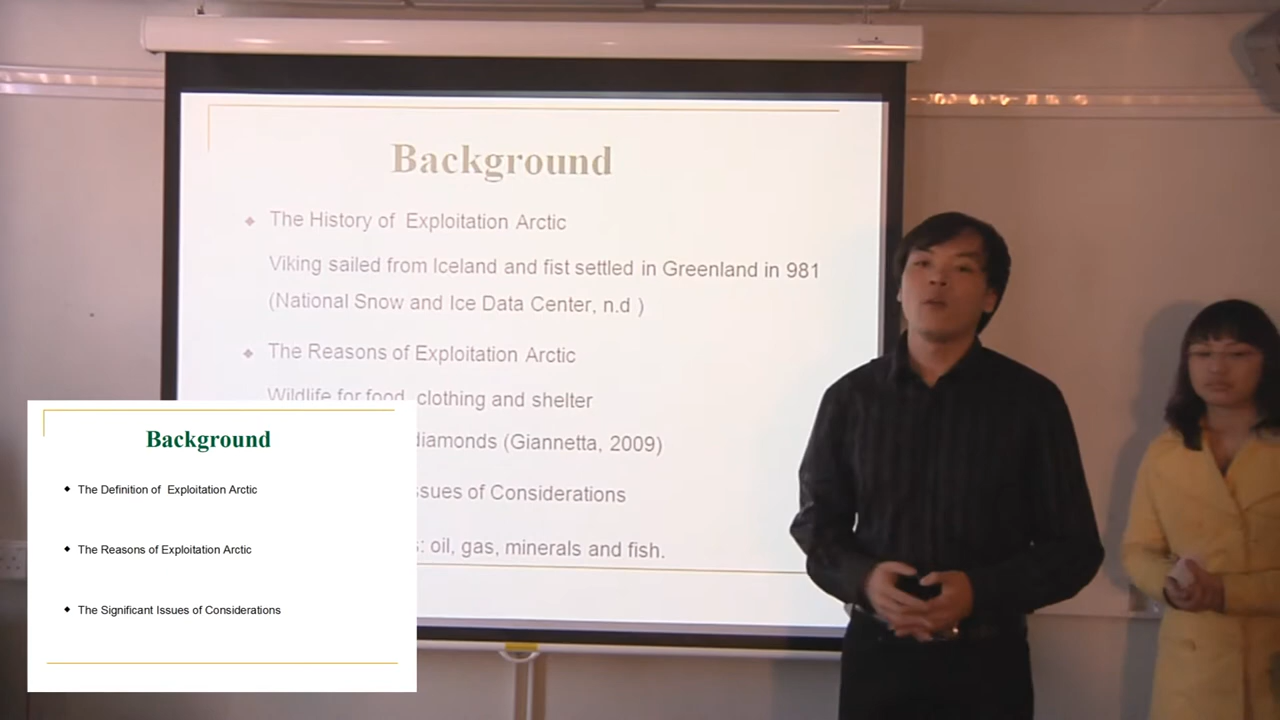 Background
The History of Exploitation Arctic
Viking sailed from Iceland and fist settled in Greenland in 981
(National Snow and Ice Data Center, n.d )
The Reasons of Exploitation Arctic
Wildlife for food, clothing and shelter
diamonds (Giannetta, 2009)
ssues of Considerations
: oil, gas, minerals and fish.
Background
The Definition of Exploitation Arctic
The Reasons of Exploitation Arctic
The Significant Issues of Considerations